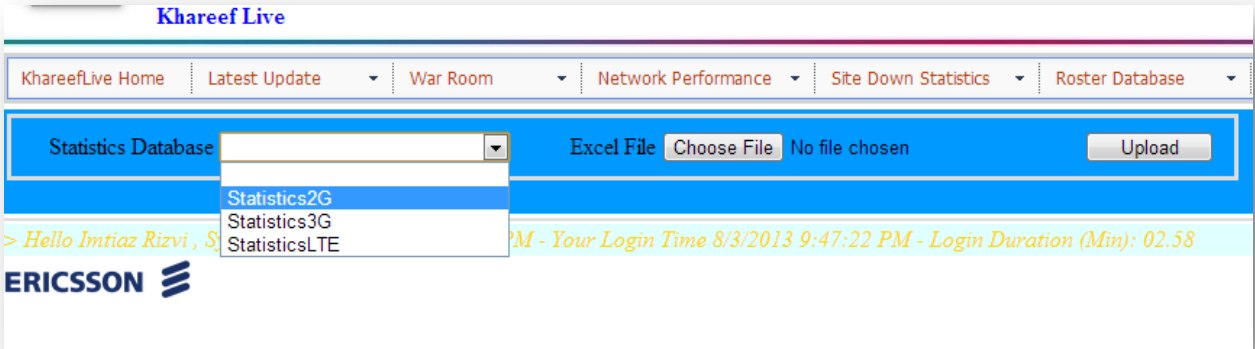 Khareef Live
KhareefLive Home Latest Update War Room Network Performance Site Down Statistics Roster Database
Statistics Database Excel File Choose File No file chosen Upload
Statistics2G
Statistics3G
StatisticsLTE
> Hello Imtiaz Rizvi , PM - Your Login Time 8/3/2013 9:47:22 PM - Login Duration (Min): 02.58
ERICSSON